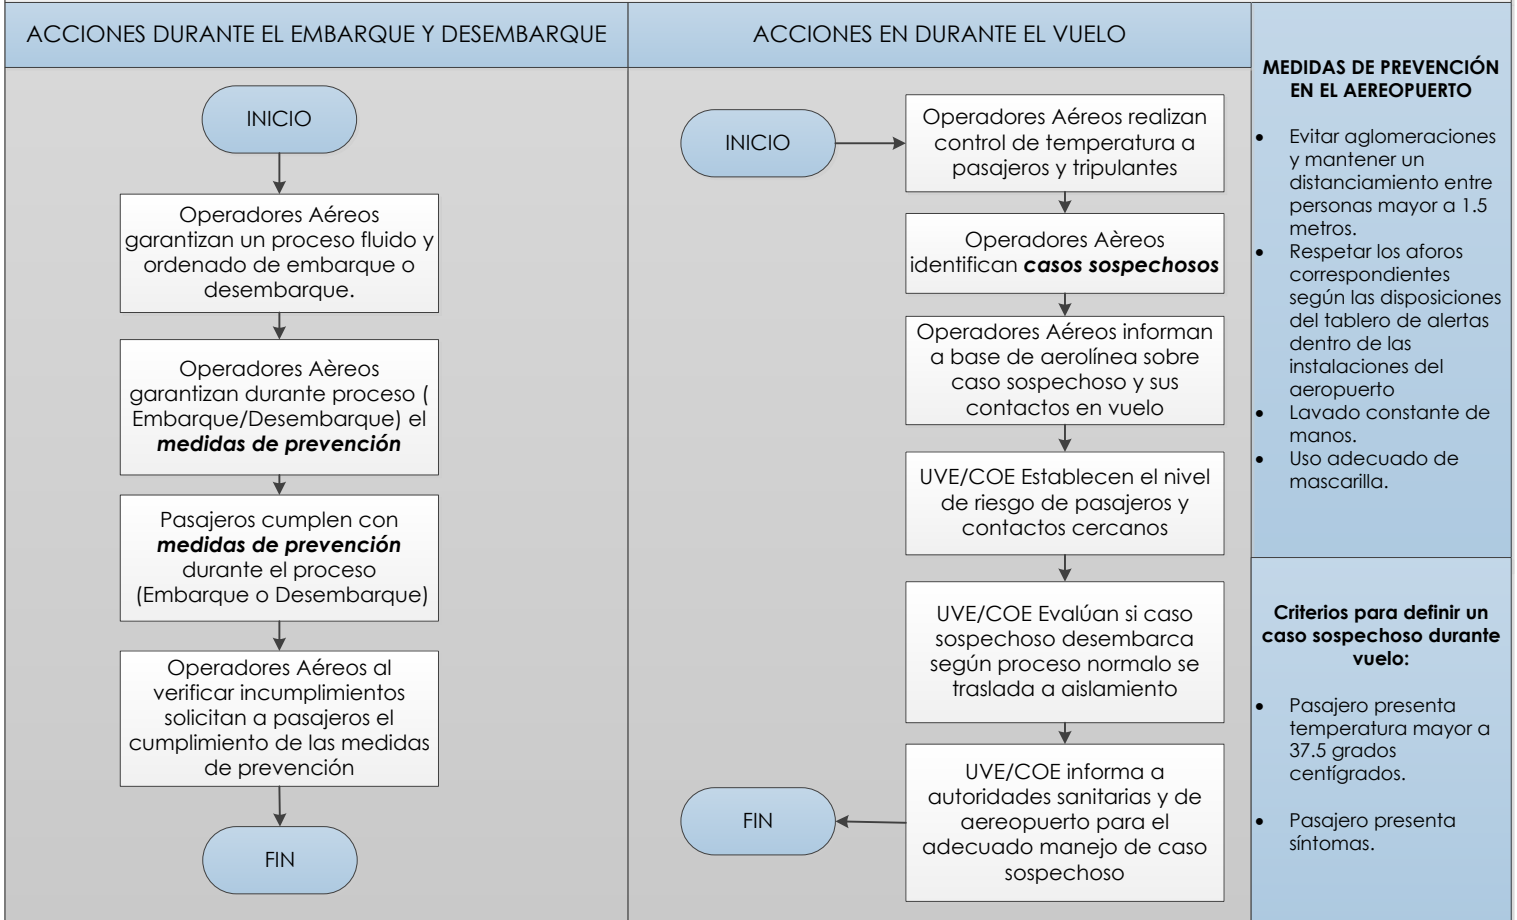 ACCIONES DURANTE EL EMBARQUE Y DESEMBARQUE
INICIO
Operadores Aéreos
garantizan un proceso fluido y
ordenado de embarque o
desembarque.
Operadores Aèreos
garantizan durante proceso (
Embarque/Desembarque) el
medidas de prevención
Pasajeros cumplen con
medidas de prevención
durante el proceso
(Embarque o Desembarque)
Operadores Aéreos al
verificar incumplimientos
solicitan a pasajeros el
cumplimiento de las medidas
de prevención
FIN
ACCIONES EN DURANTE EL VUELO
INICIO
Operadores Aéreos realizan
control de temperatura a
pasajeros y tripulantes
Operadores Aèreos
identifican casos sospechosos
Operadores Aéreos informan
a base de aerolínea sobre
caso sospechoso y sus
contactos en vuelo
UVE/COE Establecen el nivel
de riesgo de pasajeros y
contactos cercanos
UVE/COE Evalúan si caso
sospechoso desembarca
según proceso normalo se
traslada a aislamiento
UVE/COE informa a
autoridades sanitarias y de
aereopuerto para el
adecuado manejo de caso
sospechoso
FIN
MEDIDAS DE PREVENCIÓN
EN EL AEREOPUERTO
• Evitar aglomeraciones
y mantener un
distanciamiento entre
personas mayor a 1.5
metros.
• Respetar los aforos
correspondientes
según las disposiciones
del tablero de alertas
dentro de las
instalaciones del
aeropuerto
• Lavado constante de
manos.
• Uso adecuado de
mascarilla.
Criterios para definir un
caso sospechoso durante
vuelo:
• Pasajero presenta
temperatura mayor a
37.5 grados
centígrados.
• Pasajero presenta
síntomas.